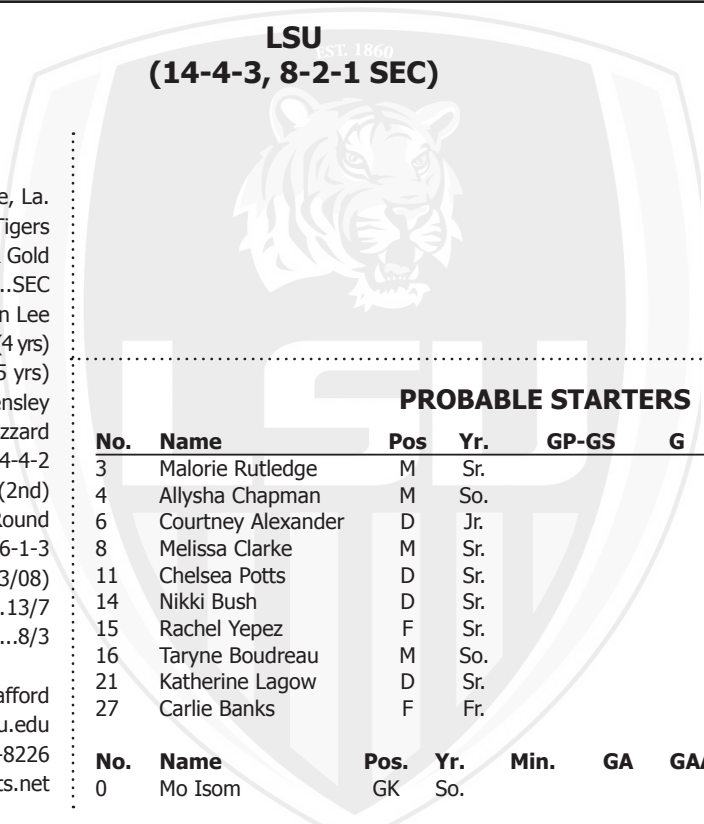 LSU
EST. 1860
(14-4-3, 8-2-1 SEC)
e, La.
Tigers
Gold
...SEC
n Lee
(4 yrs)
5 yrs)
ensley
zzard
4-4-2
(2nd)
Round
6-1-3
3/08)
..13/7
...8/3
afford
u.edu
-8226
ts.net
LSU
PROBABLE STARTERS
No. Name Pos Yr. GP-GS G
3 Malorie Rutledge M Sr.
4 Allysha Chapman M So.
6 Courtney Alexander D Jr.
8 Melissa Clarke M Sr.
11 Chelsea Potts D Sr.
14 Nikki Bush D Sr.
15 Rachel Yepez F Sr.
16 Taryne Boudreau M So.
21 Katherine Lagow D Sr.
27 Carlie Banks F Fr.
No. Name Pos. Yr. Min. GA GAA
0 Mo Isom GK So.